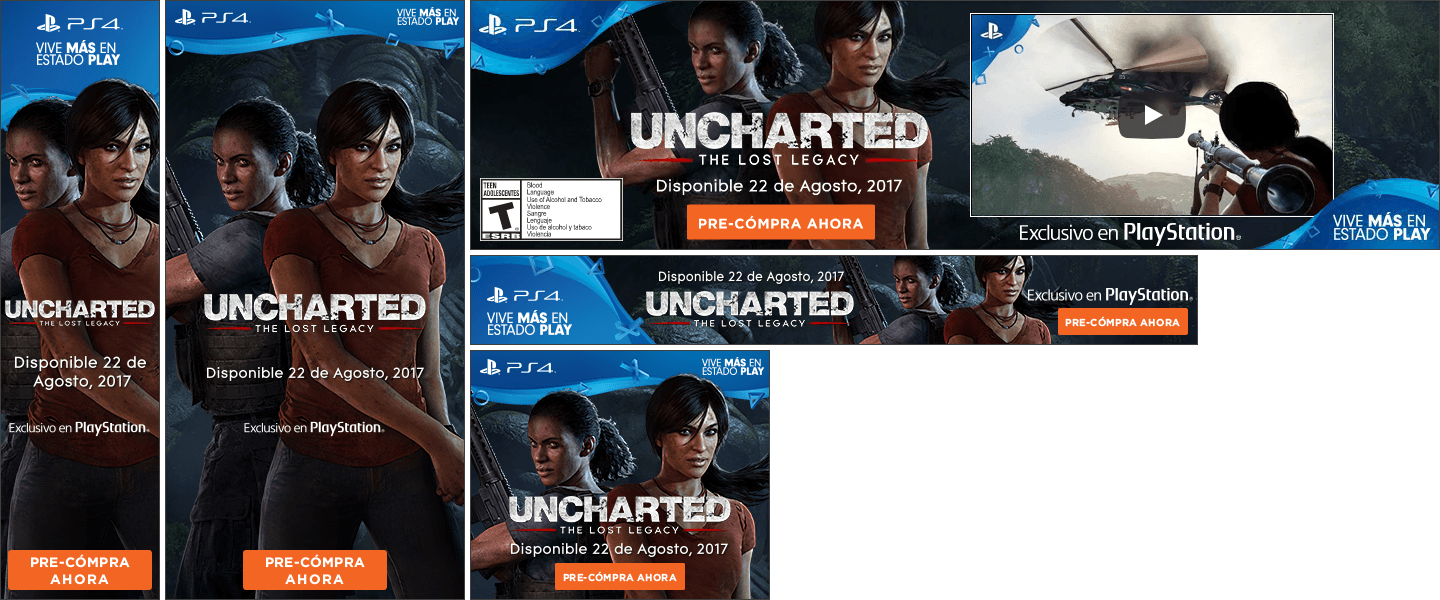 PS4
VIVE MÁS EN
ESTADO PLAY
UNCHARTED
THE LOST LEGACY
Disponible 22 de
Agosto, 2017
Exclusivo en PlayStation®
PRE-CÓMPRA
AHORA
PS4
VIVE MÁS EN
ESTADO PLAY
UNCHARTED
THE LOST LEGACY
Disponible 22 de Agosto, 2017
Exclusivo en PlayStation®
PRE-CÓMPRA
AHORA
PS4
UNCHARTED
THE LOST LEGACY
Disponible 22 de Agosto, 2017
PRE-CÓMPRA AHORA
TEEN
ADOLESCENTES
T
ESRB
Blood
Language
Use of Alcohol and Tobacco
Violence
Sangre
Lenguaje
Uso de alcohol y tabaco
Violencia
Exclusivo en PlayStation®
VIVE MÁS EN
ESTADO PLAY
PS4
VIVE MÁS EN
ESTADO PLAY
Disponible 22 de Agosto, 2017
UNCHARTED
THE LOST LEGACY
Exclusivo en PlayStation®
PRE-CÓMPRA AHORA
PS4
VIVE MÁS EN
ESTADO PLAY
UNCHARTED
THE LOST LEGACY
Disponible 22 de Agosto, 2017
PRE-CÓMPRA AHORA